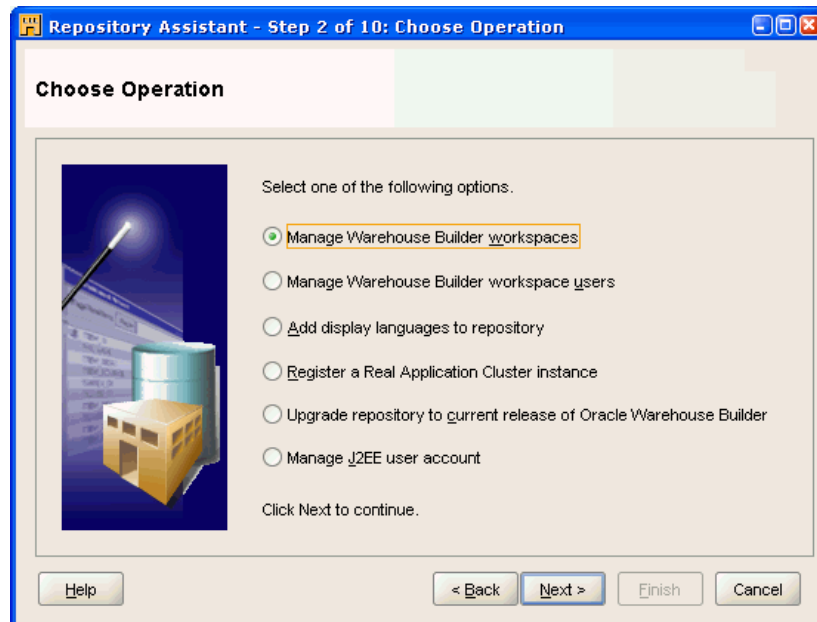 Repository Assistant - Step 2 of 10: Choose Operation
Choose Operation
Select one of the following options.
Manage Warehouse Builder workspaces
Manage Warehouse Builder workspace users
Add display languages to repository
Register a Real Application Cluster instance
Upgrade repository to current release of Oracle Warehouse Builder
Manage J2EE user account
Click Next to continue.
Help
< Back
Next >
Finish
Cancel